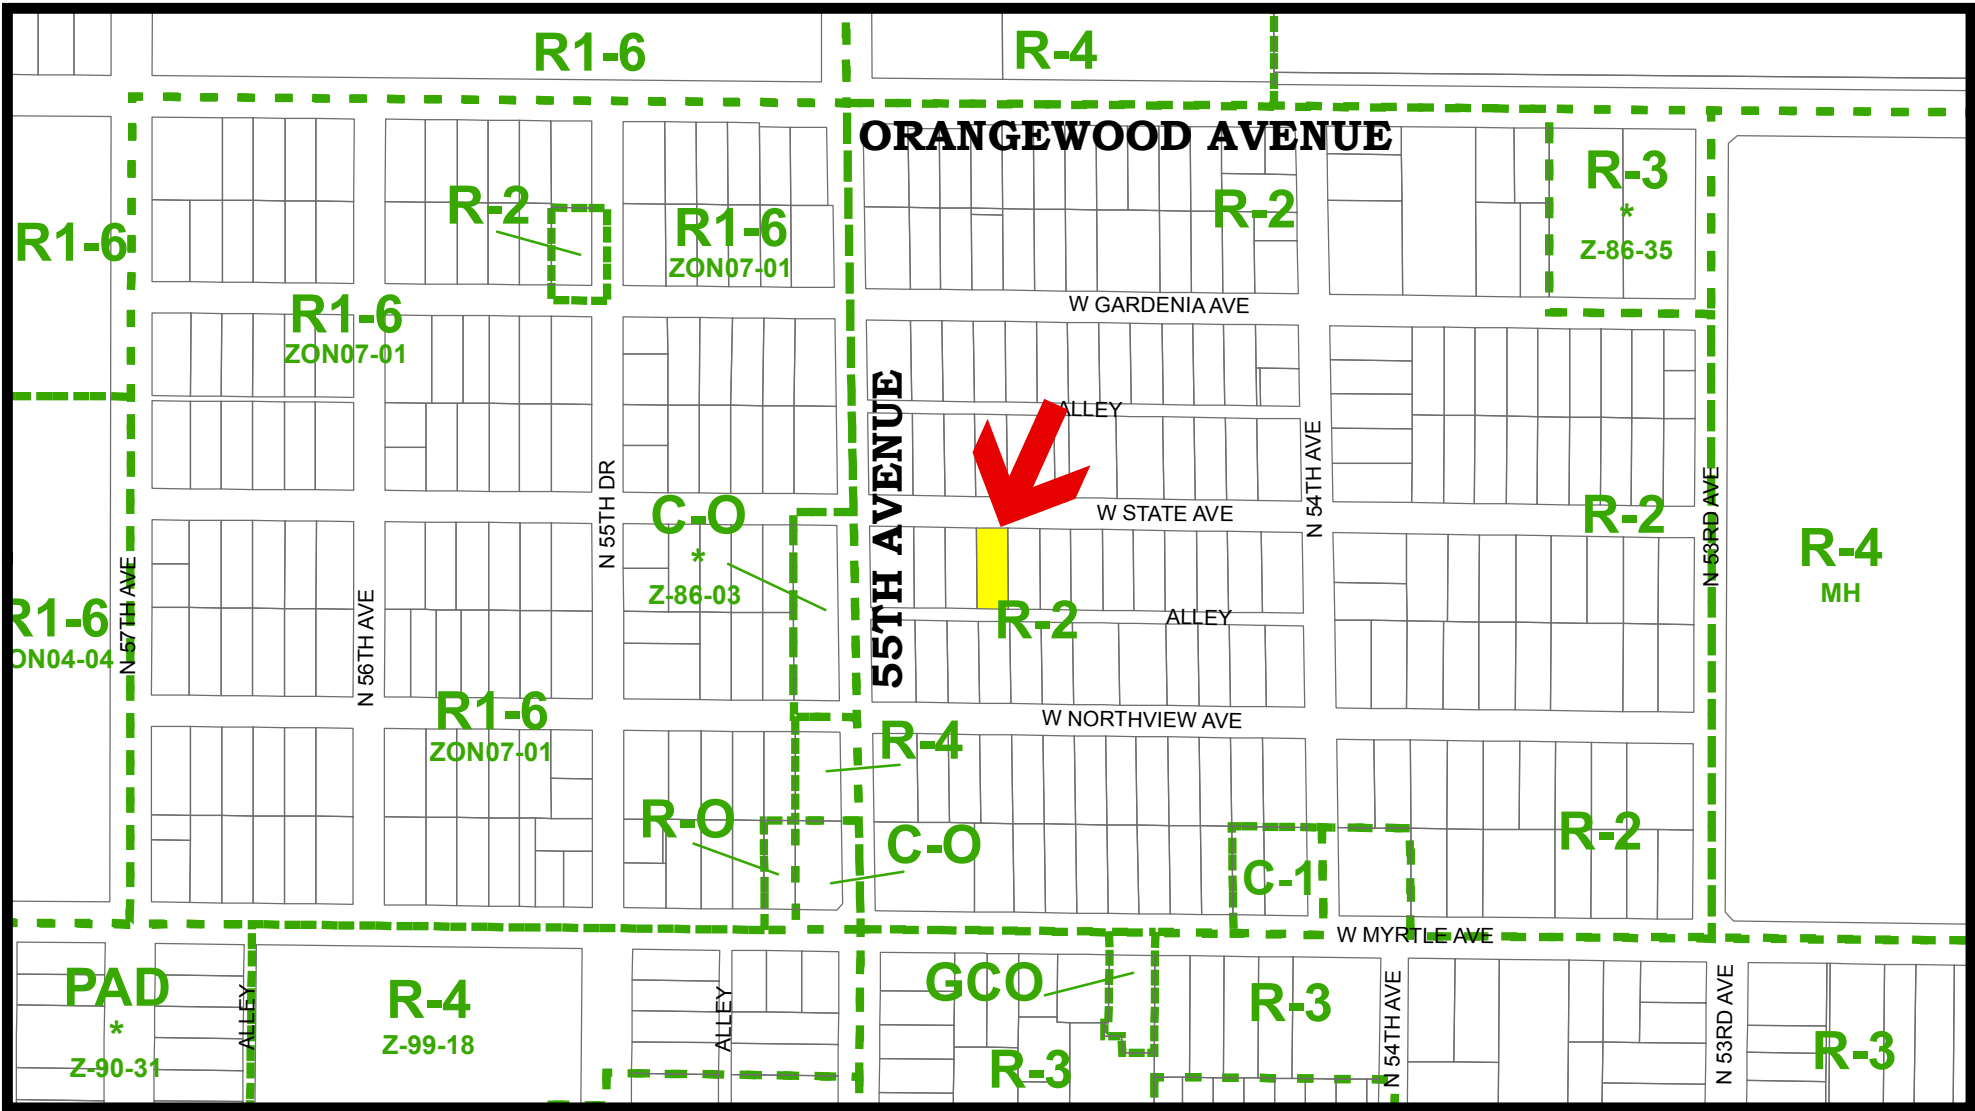 R1-6
R-4
ORANGEWOOD AVENUE
R-3
*
Z-86-35
R-2
R-2
R1-6
ZON07-01
R1-6
W GARDENIA AVE
R1-6
ZON07-01
ALLEY
55TH AVENUE
N 54TH AVE
N 55TH DR
C-O
*
Z-86-03
W STATE AVE
R-2
N 53RD AVE
R-4
MH
N 57TH AVE
N 56TH AVE
R1-6
ON04-04
R-2
ALLEY
R1-6
ZON07-01
W NORTHVIEW AVE
R-4
R-O
C-O
C-1
R-2
W MYRTLE AVE
PAD
*
Z-90-31
ALLEY
R-4
Z-99-18
ALLEY
GCO
R-3
R-3
N 54TH AVE
N 53RD AVE
R-3